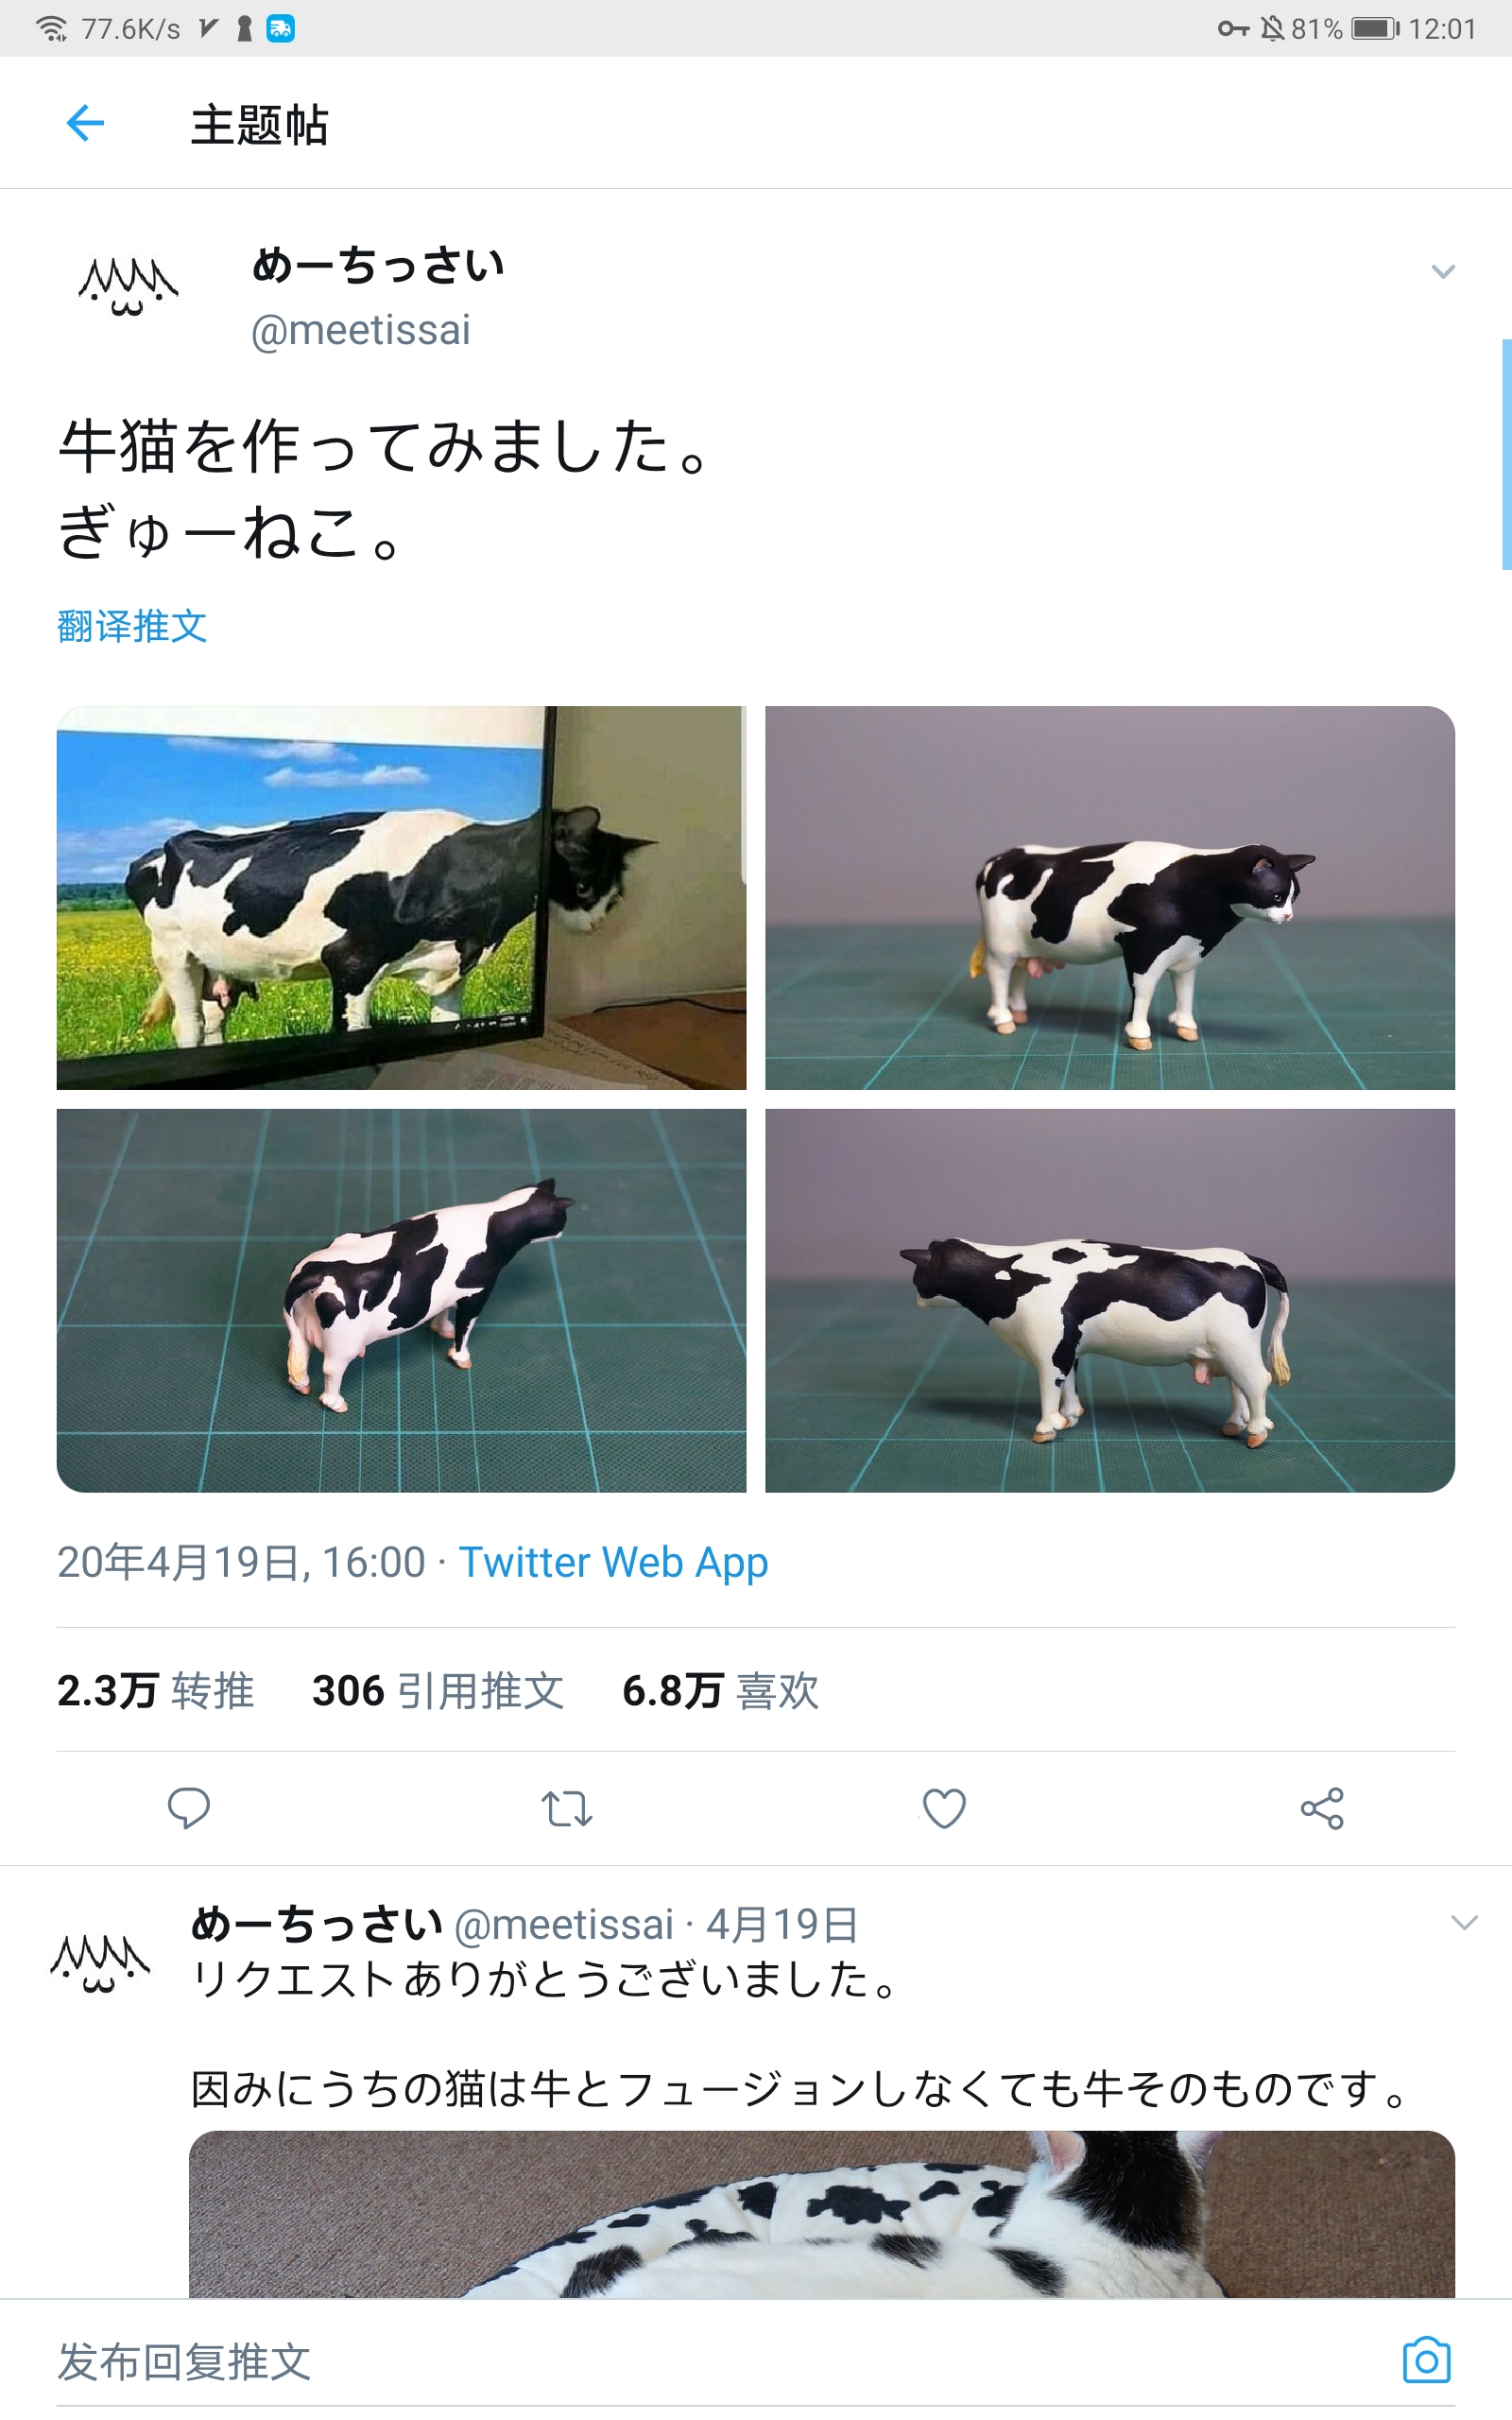 77.6K/s
81% 12:01
主题帖
めーちっさい
@meetissai
牛猫を作ってみました。
ぎゅーねこ。
翻译推文
20年4月19日, 16:00 · Twitter Web App
2.3万 转推 306 引用推文 6.8万 喜欢
めーちっさい @meetissai · 4月19日
リクエストありがとうございました。
因みにうちの猫は牛とフュージョンしなくても牛そのものです。
发布回复推文